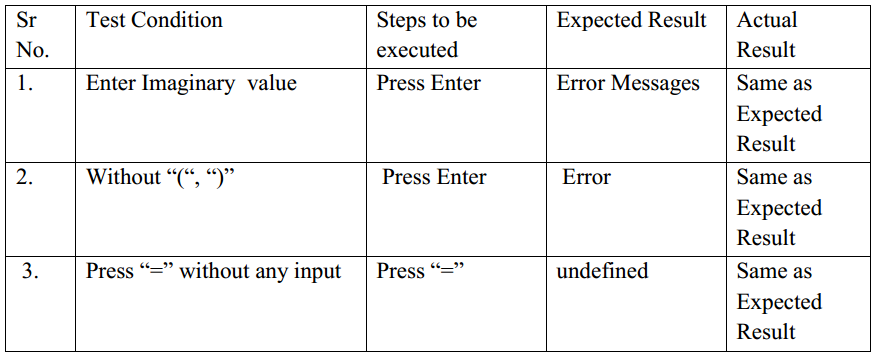 Sr No. | Test Condition | Steps to be executed | Expected Result | Actual Result
1. | Enter Imaginary value | Press Enter | Error Messages | Same as Expected Result
2. | Without “(“, “)” | Press Enter | Error | Same as Expected Result
3. | Press “=” without any input | Press “=” | undefined | Same as Expected Result